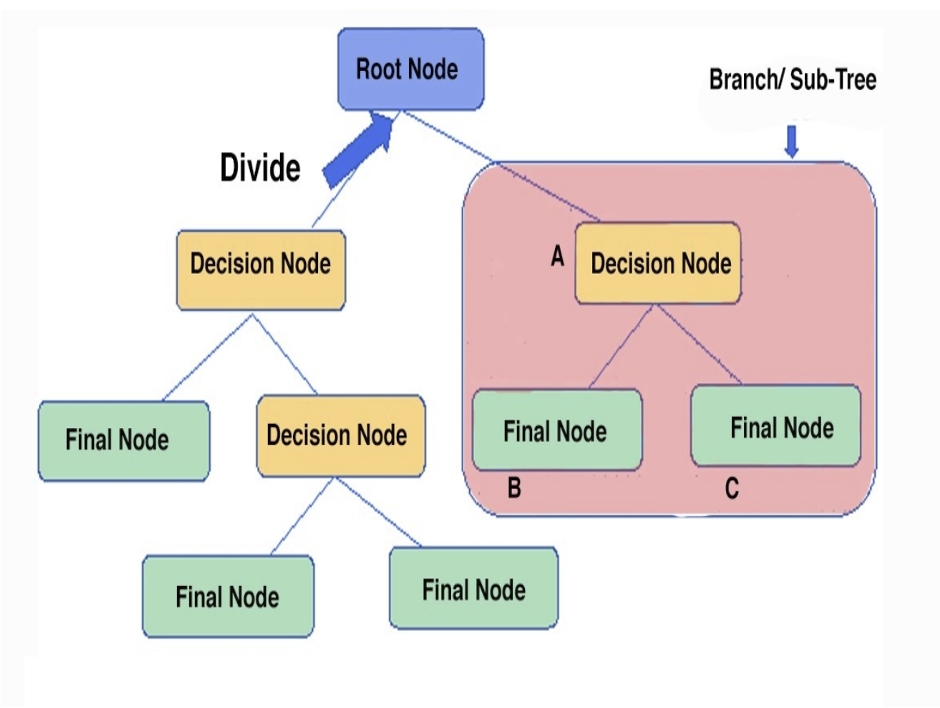 Root Node
Branch/ Sub-Tree
Divide
Decision Node
A
Decision Node
Final Node
Decision Node
Final Node
Final Node
B
C
Final Node
Final Node